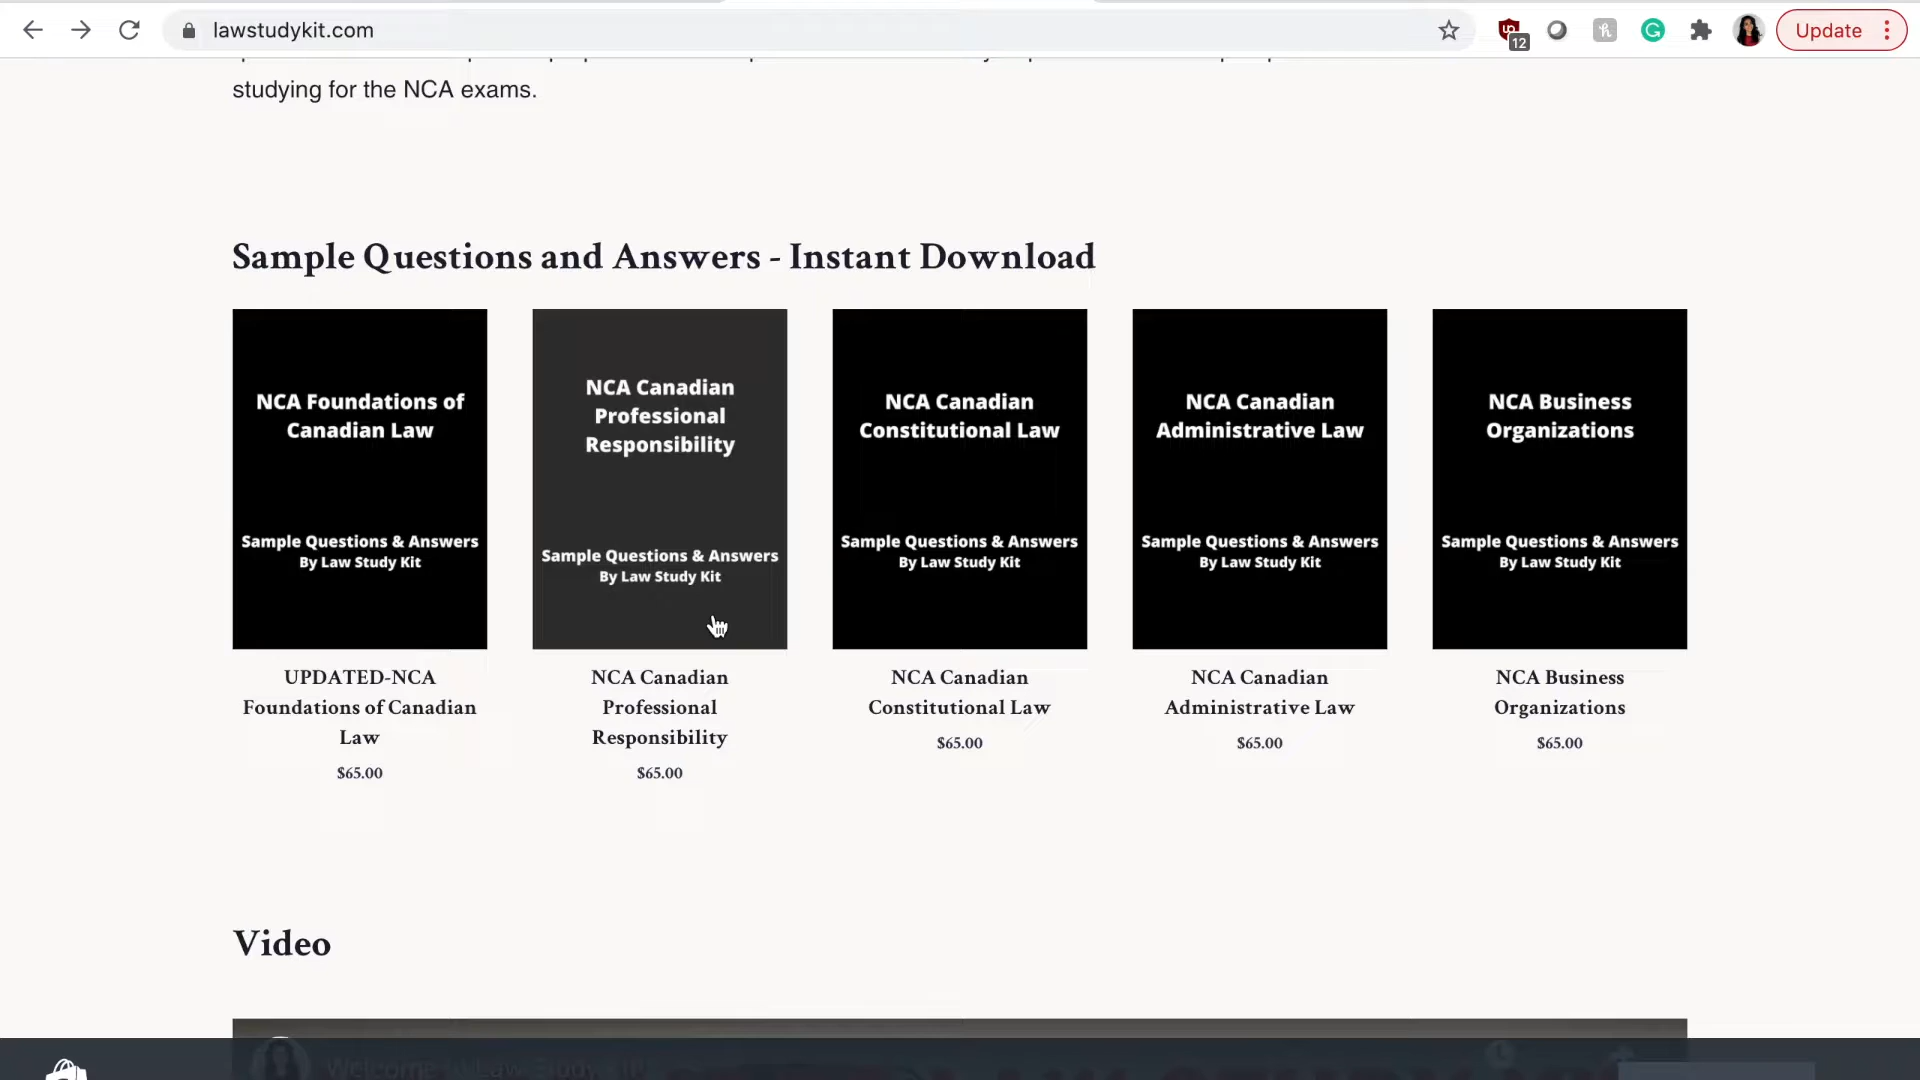 lawstudykit.com
12
Update
studying for the NCA exams.
Sample Questions and Answers - Instant Download
NCA Foundations of
Canadian Law
Sample Questions & Answers
By Law Study Kit
NCA Canadian
Professional
Responsibility
Sample Questions & Answers
By Law Study Kit
NCA Canadian
Constitutional Law
Sample Questions & Answers
By Law Study Kit
NCA Canadian
Administrative Law
Sample Questions & Answers
By Law Study Kit
NCA Business
Organizations
Sample Questions & Answers
By Law Study Kit
UPDATED-NCA
Foundations of Canadian
Law
$65.00
NCA Canadian
Professional
Responsibility
$65.00
NCA Canadian
Constitutional Law
$65.00
NCA Canadian
Administrative Law
$65.00
NCA Business
Organizations
$65.00
Video